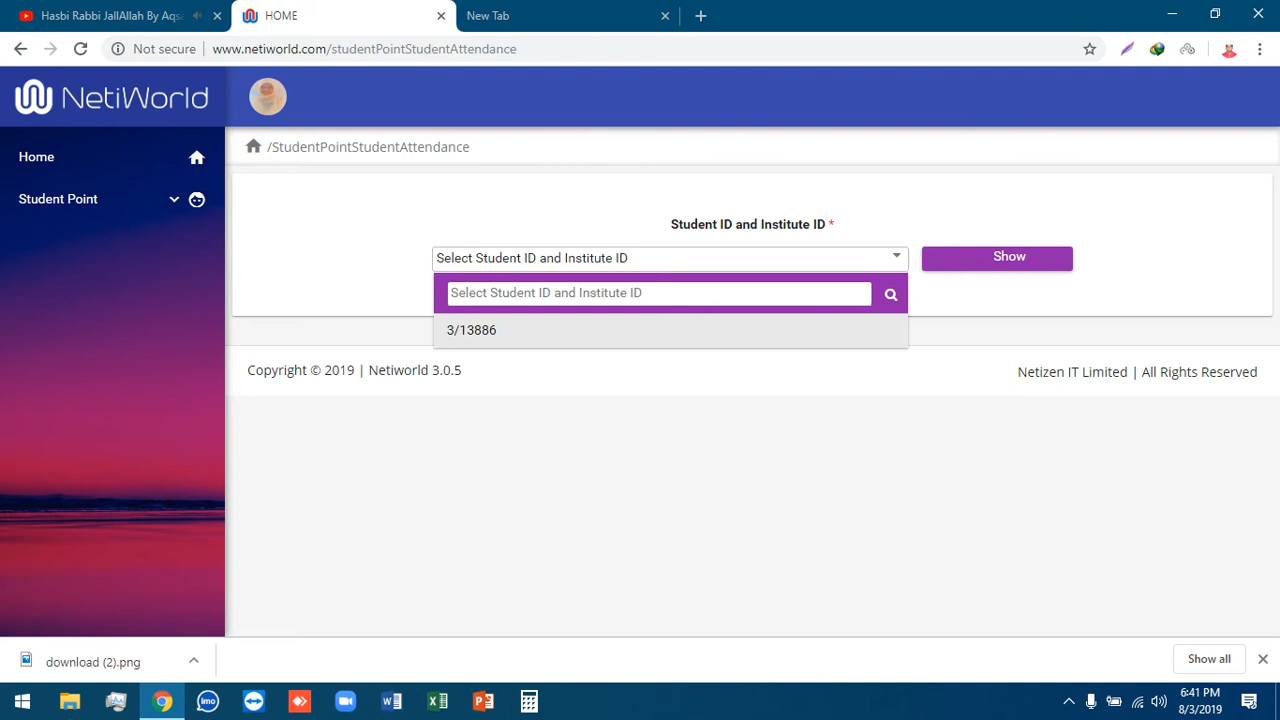 Hasbi Rabbi JallAllah By Aqsa
HOME
New Tab
Not secure
www.netiworld.com/studentPointStudentAttendance
NetiWorld
Home
Student Point
/StudentPointStudentAttendance
Student ID and Institute ID *
Select Student ID and Institute ID
Show
Select Student ID and Institute ID
3/13886
Copyright © 2019 | Netiworld 3.0.5
Netizen IT Limited | All Rights Reserved
download (2).png
Show all
imo
6:41 PM
8/3/2019